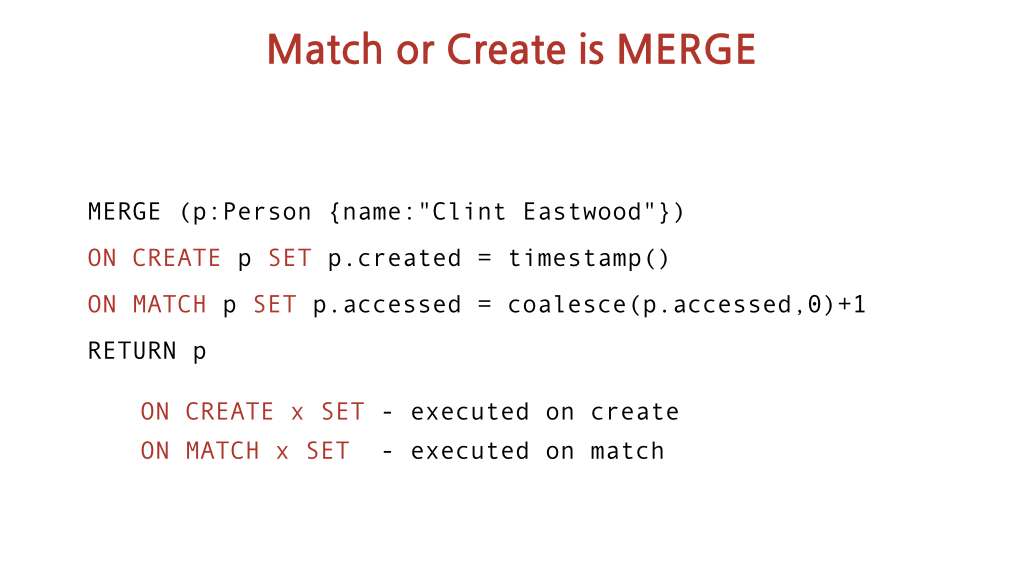 Match or Create is MERGE
MERGE (p:Person {name:"Clint Eastwood"})
ON CREATE p SET p.created = timestamp()
ON MATCH p SET p.accessed = coalesce(p.accessed,0)+1
RETURN p
ON CREATE x SET - executed on create
ON MATCH x SET  - executed on match